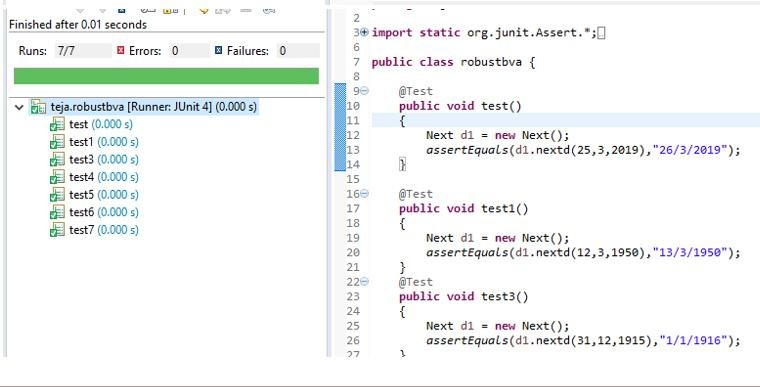 Finished after 0.01 seconds
Runs: 7/7 Errors: 0 Failures: 0
teja.robustbva [Runner: JUnit 4] (0.000 s)
test (0.000 s)
test1 (0.000 s)
test3 (0.000 s)
test4 (0.000 s)
test5 (0.000 s)
test6 (0.000 s)
test7 (0.000 s)
2
3 import static org.junit.Assert.*;
6
7 public class robustbva {
8
9 @Test
10 public void test()
11 {
12 Next d1 = new Next();
13 assertEquals(d1.nextd(25,3,2019),"26/3/2019");
14 }
15
16 @Test
17 public void test1()
18 {
19 Next d1 = new Next();
20 assertEquals(d1.nextd(12,3,1950),"13/3/1950");
21 }
22 @Test
23 public void test3()
24 {
25 Next d1 = new Next();
26 assertEquals(d1.nextd(31,12,1915),"1/1/1916");
27 }